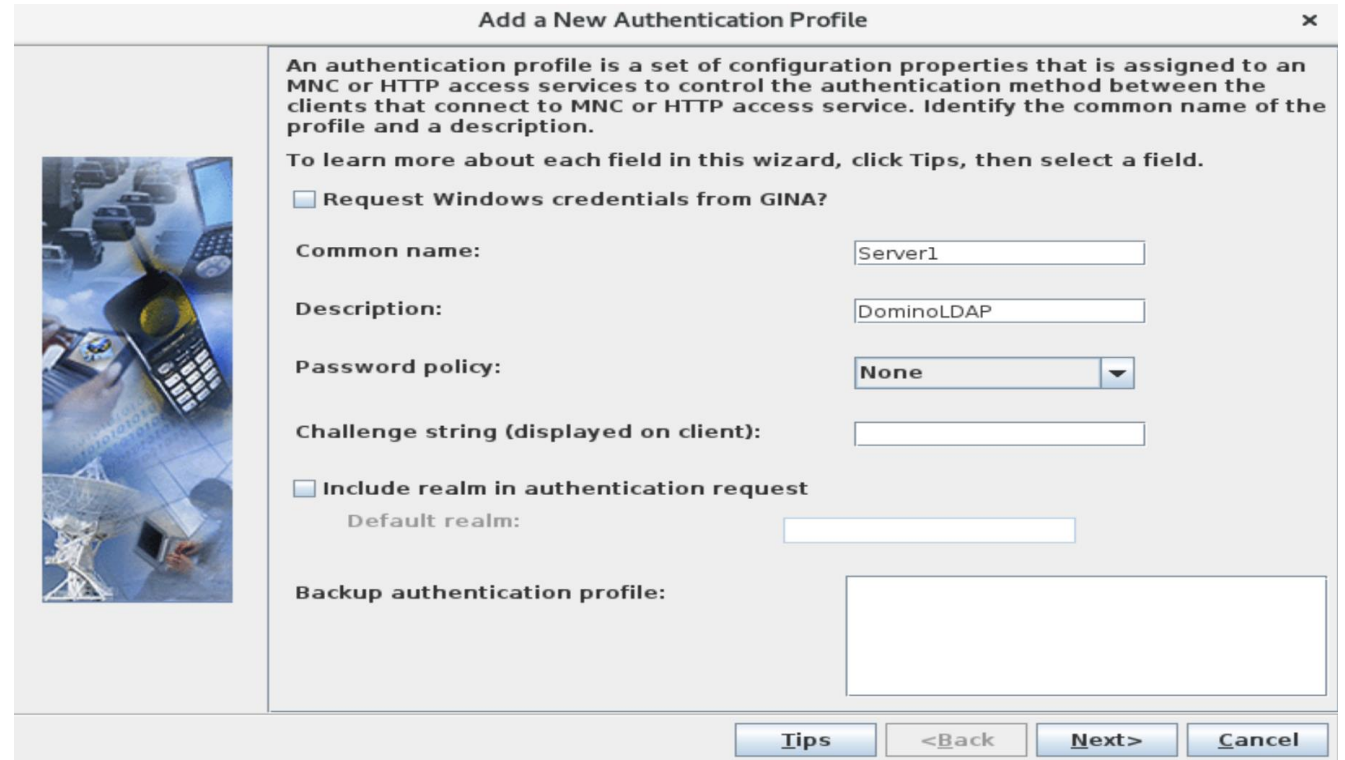 Add a New Authentication Profile
An authentication profile is a set of configuration properties that is assigned to an
MNC or HTTP access services to control the authentication method between the
clients that connect to MNC or HTTP access service. Identify the common name of the
profile and a description.
To learn more about each field in this wizard, click Tips, then select a field.
Request Windows credentials from GINA?
Common name: Server1
Description: DominoLDAP
Password policy: None
Challenge string (displayed on client):
Include realm in authentication request
Default realm:
Backup authentication profile:
Tips <Back Next> Cancel